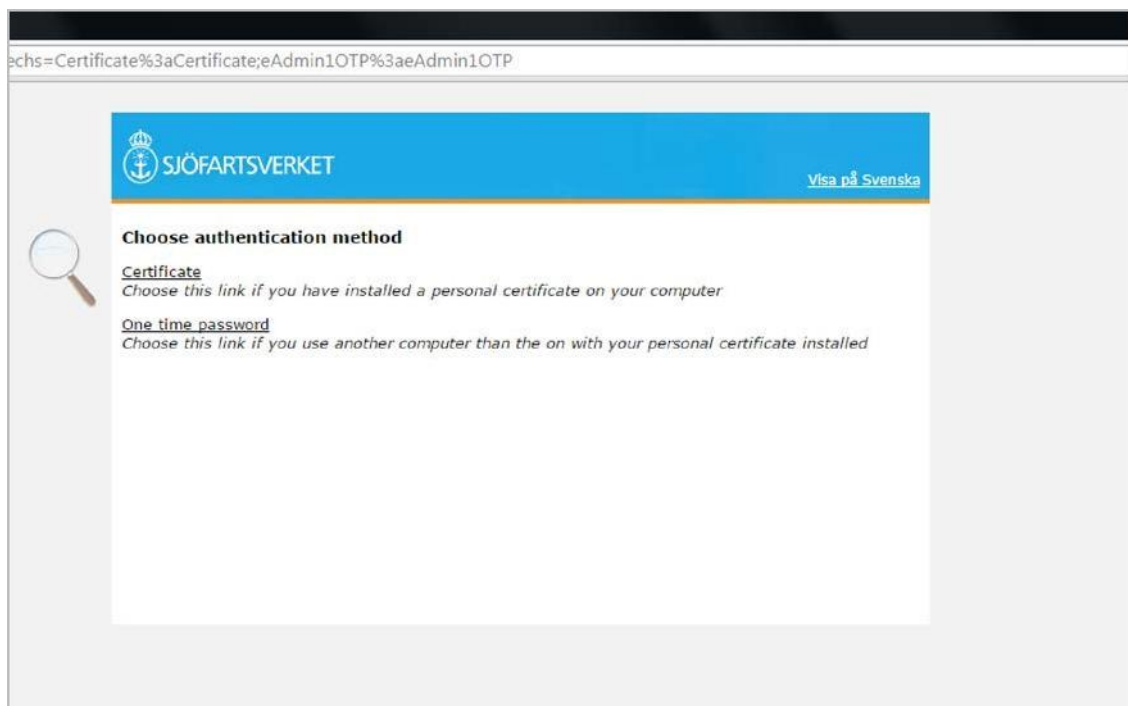 echs=Certificate%3aCertificate;eAdmin1OTP%3aeAdmin1OTP
SJÖFARTSVERKET
Visa på Svenska
Choose authentication method
Certificate
Choose this link if you have installed a personal certificate on your computer
One time password
Choose this link if you use another computer than the on with your personal certificate installed